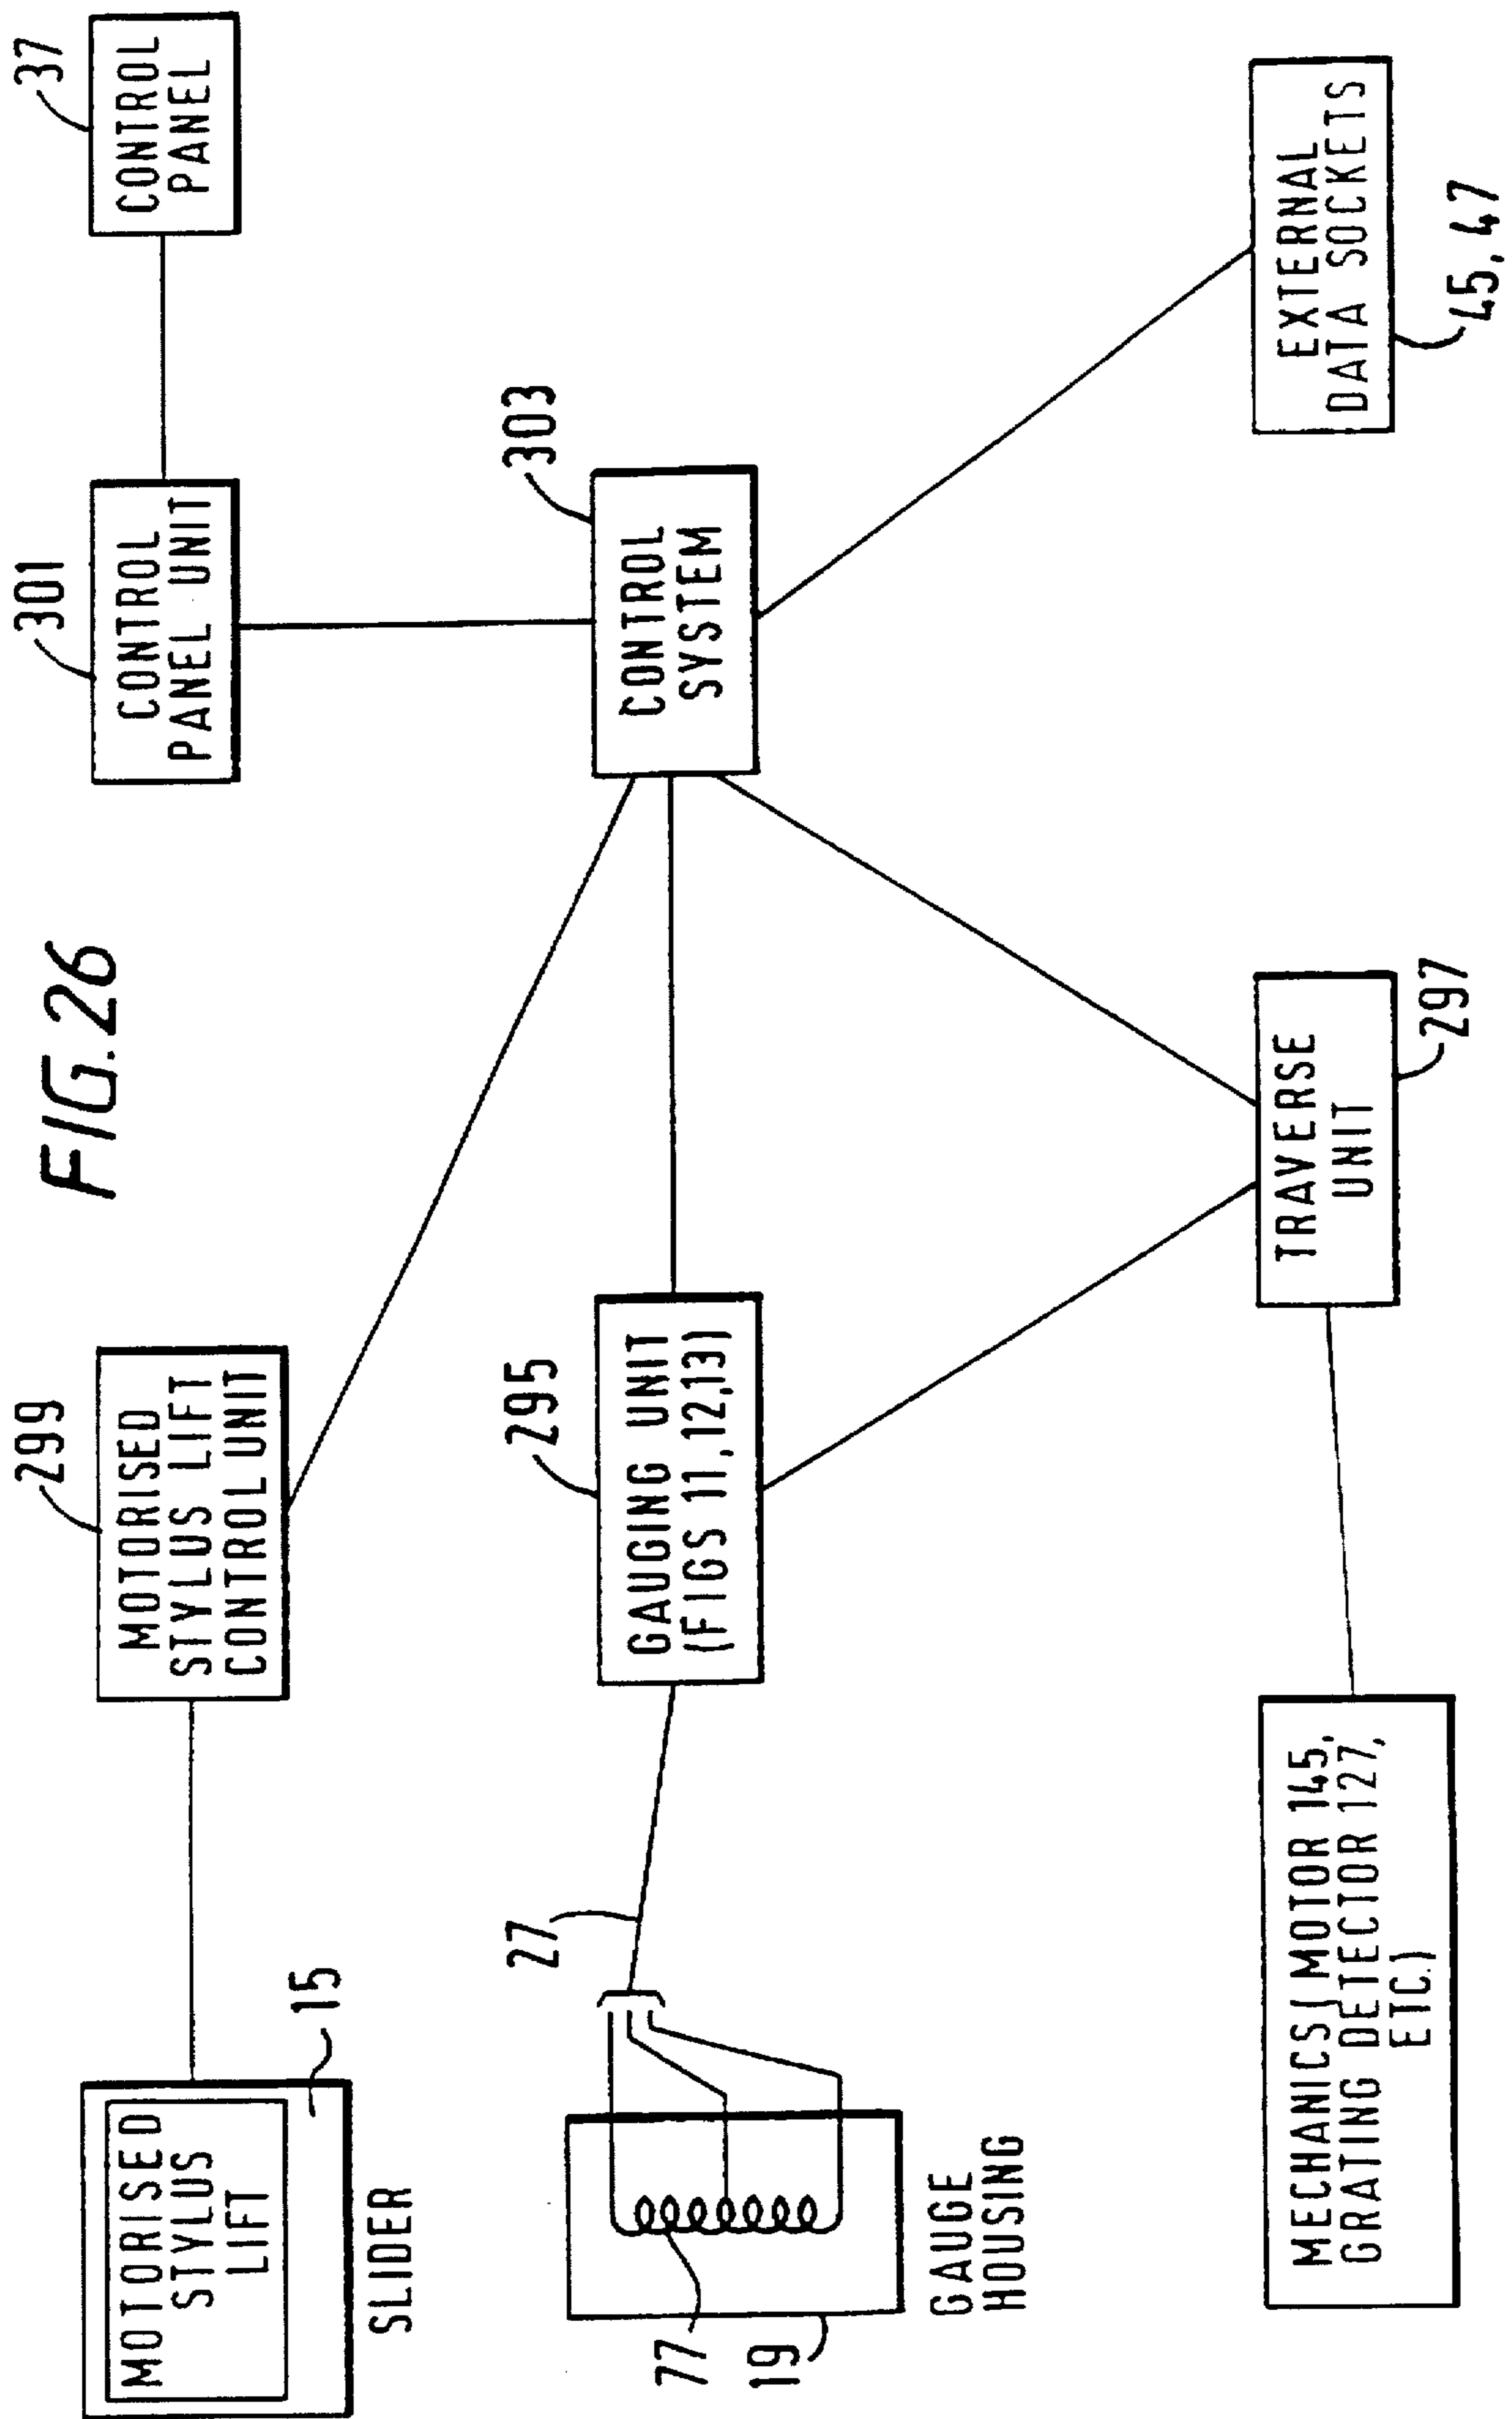 FIG. 26
MOTORISED
STYLUS
LIFT
15
SLIDER
299
MOTORISED
STYLUS LIFT
CONTROL UNIT
301
CONTROL
PANEL UNIT
37
CONTROL
PANEL
77
19
GAUGE
HOUSING
27
295
GAUGING UNIT
(FIGS 11,12,13)
303
CONTROL
SYSTEM
MECHANICS (MOTOR 145,
GRATING DETECTOR 127,
ETC.)
TRAVERSE
UNIT
297
EXTERNAL
DATA SOCKETS
45, 47